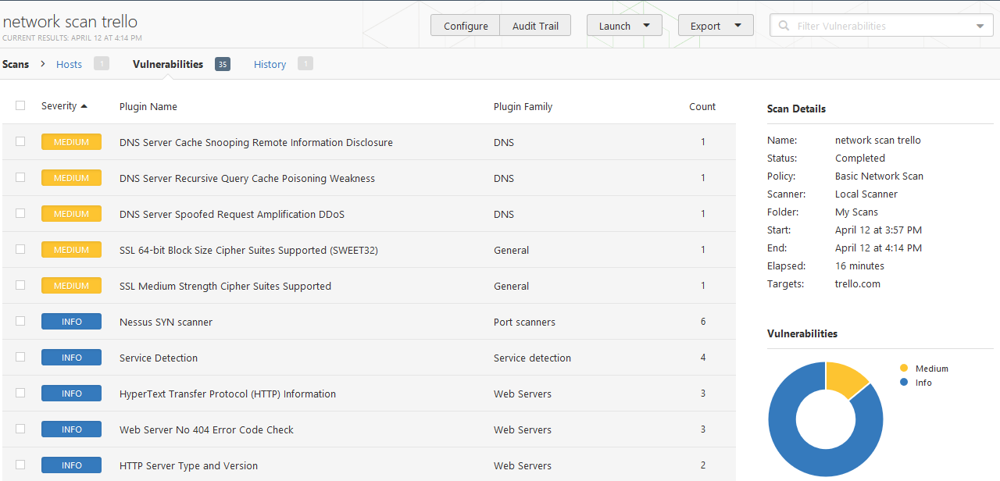 network scan trello
CURRENT RESULTS: APRIL 12 AT 4:14 PM
Configure Audit Trail Launch Export Filter Vulnerabilities
Scans > Hosts 1 Vulnerabilities 35 History 1
Severity Plugin Name Plugin Family Count
MEDIUM DNS Server Cache Snooping Remote Information Disclosure DNS 1
MEDIUM DNS Server Recursive Query Cache Poisoning Weakness DNS 1
MEDIUM DNS Server Spoofed Request Amplification DDoS DNS 1
MEDIUM SSL 64-bit Block Size Cipher Suites Supported (SWEET32) General 1
MEDIUM SSL Medium Strength Cipher Suites Supported General 1
INFO Nessus SYN scanner Port scanners 6
INFO Service Detection Service detection 4
INFO HyperText Transfer Protocol (HTTP) Information Web Servers 3
INFO Web Server No 404 Error Code Check Web Servers 3
INFO HTTP Server Type and Version Web Servers 2
Scan Details
Name: network scan trello
Status: Completed
Policy: Basic Network Scan
Scanner: Local Scanner
Folder: My Scans
Start: April 12 at 3:57 PM
End: April 12 at 4:14 PM
Elapsed: 16 minutes
Targets: trello.com
Vulnerabilities
Medium
Info